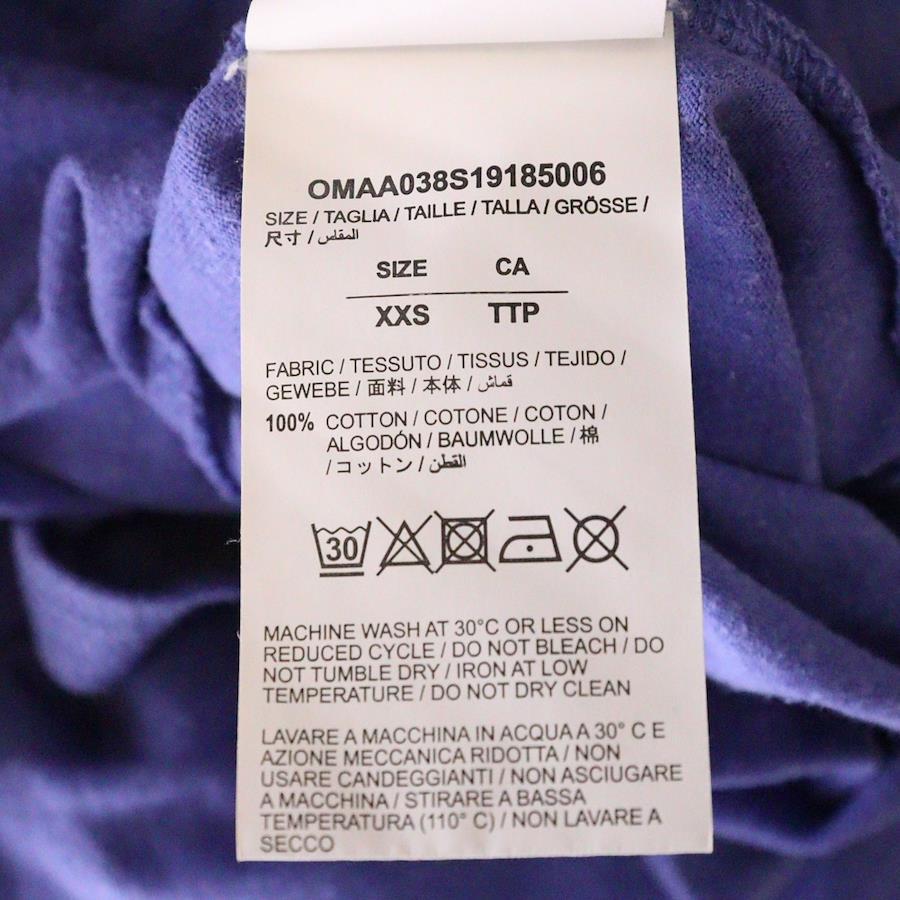 OMAA038S19185006
SIZE / TAGLIA / TAILLE / TALLA / GRÖSSE /
尺寸 / المقاس
SIZE CA
XXS TTP
FABRIC / TESSUTO / TISSUS / TEJIDO /
GEWEBE / 面料 / 本体 / قماش
100% COTTON / COTONE / COTON /
ALGODÓN / BAUMWOLLE / 棉
/ コットン / القطن
30
MACHINE WASH AT 30°C OR LESS ON
REDUCED CYCLE / DO NOT BLEACH / DO
NOT TUMBLE DRY / IRON AT LOW
TEMPERATURE / DO NOT DRY CLEAN
LAVARE A MACCHINA IN ACQUA A 30° C E
AZIONE MECCANICA RIDOTTA / NON
USARE CANDEGGIANTI / NON ASCIUGARE
A MACCHINA / STIRARE A BASSA
TEMPERATURA (110° C) / NON LAVARE A
SECCO